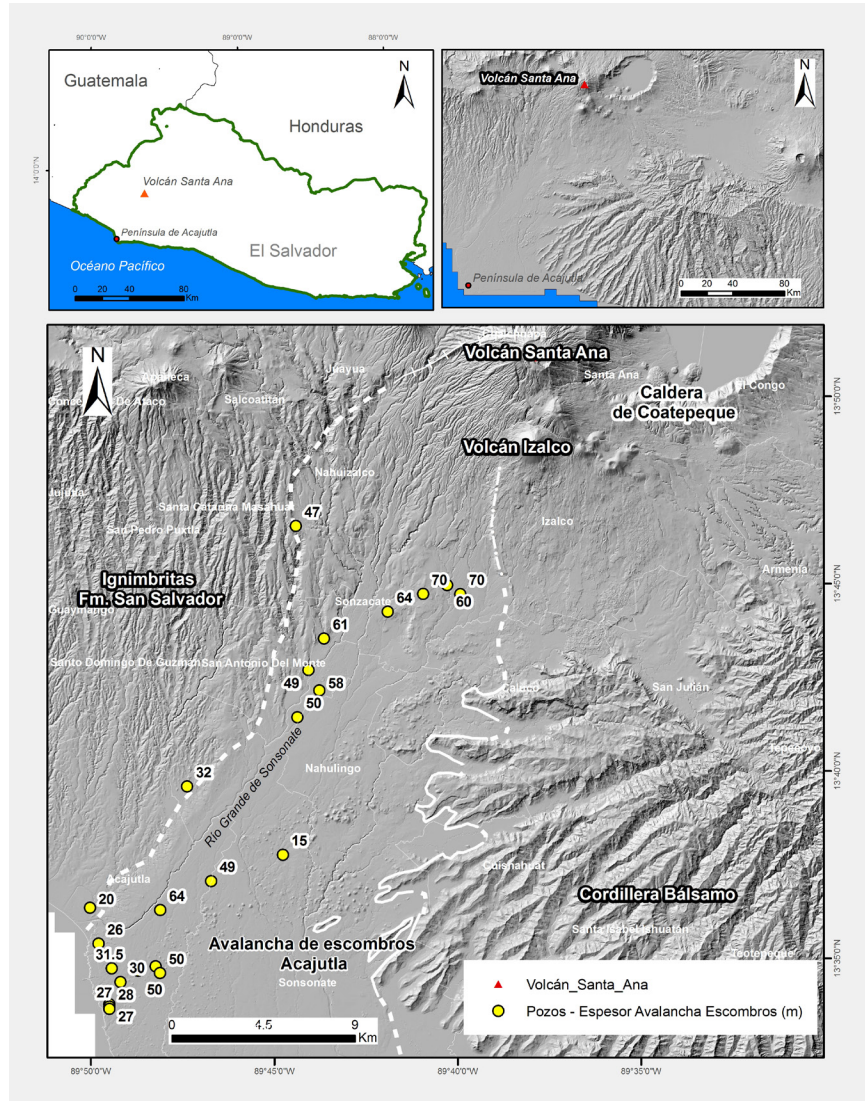 90°0'0"W
89°0'0"W
88°0'0"W
14°0'0"N
Guatemala
Honduras
Volcán Santa Ana
Península de Acajutla
El Salvador
Océano Pacífico
N
0 20 40 80
Km
Volcán Santa Ana
N
Península de Acajutla
0 20 40 80
Km
N
Volcán Santa Ana
Juayua
Santa Ana
Caldera
de Coatepeque
El Congo
De Ataco
Salcoatitán
13°50'0"N
Volcán Izalco
Nahuizalco
Jujutla
Santa Catarina Masahuat
47
Izalco
San Pedro Puxtla
Ignimbritas
Fm. San Salvador
70
70
60
64
Sonzacate
Armenia
13°45'0"N
Guaymango
61
Santo Domingo De Guzmán
San Antonio Del Monte
49
58
50
Caluco
San Julián
Tepecoyo
Rio Grande de Sonsonate
Nahulingo
13°40'0"N
32
15
49
Acajutla
Cuisnahuat
20
64
Cordillera Bálsamo
26
Avalancha de escombros
Acajutla
Santa Isabel Ishuatán
31.5
30
50
50
Sonsonate
Teotepeque
13°35'0"N
27
28
27
Volcán_Santa_Ana
Pozos - Espesor Avalancha Escombros (m)
0 4.5 9
Km
89°50'0"W
89°45'0"W
89°40'0"W
89°35'0"W